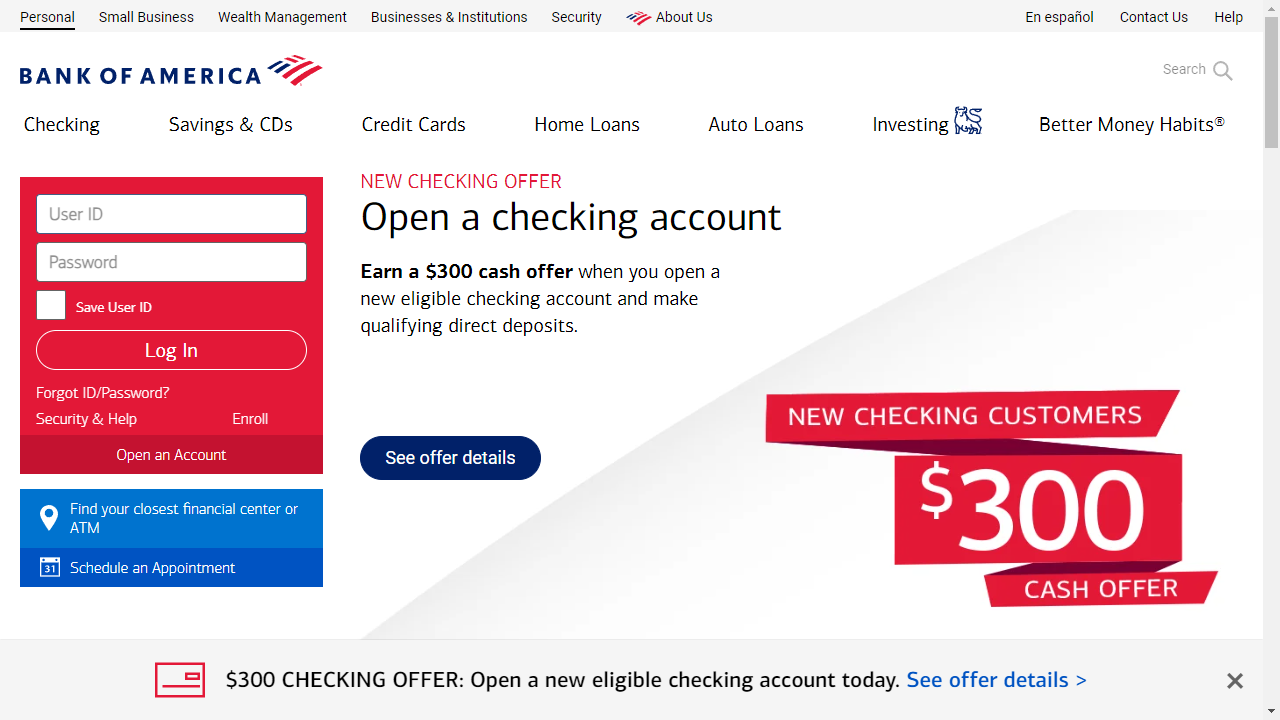 Personal
Small Business
Wealth Management
Businesses & Institutions
Security
About Us
En español
Contact Us
Help
BANK OF AMERICA
Search
Checking
Savings & CDs
Credit Cards
Home Loans
Auto Loans
Investing
Better Money Habits®
User ID
Password
Save User ID
Log In
Forgot ID/Password?
Security & Help
Enroll
Open an Account
Find your closest financial center or
ATM
31
Schedule an Appointment
NEW CHECKING OFFER
Open a checking account
Earn a $300 cash offer when you open a
new eligible checking account and make
qualifying direct deposits.
See offer details
NEW CHECKING CUSTOMERS
$300
CASH OFFER
$300 CHECKING OFFER: Open a new eligible checking account today. See offer details >